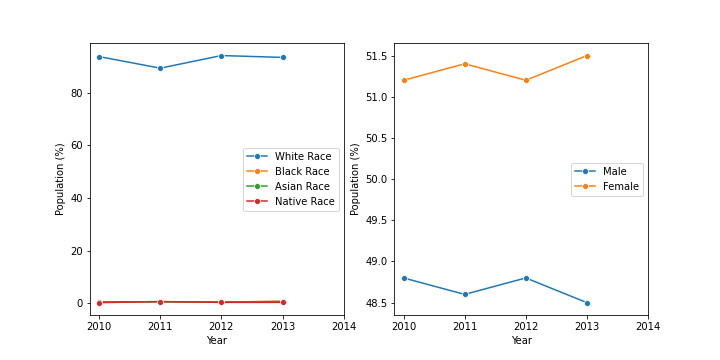 80
60
40
20
0
Population (%)
2010 2011 2012 2013 2014
Year
White Race
Black Race
Asian Race
Native Race
51.5
51.0
50.5
50.0
49.5
49.0
48.5
Population (%)
2010 2011 2012 2013 2014
Year
Male
Female